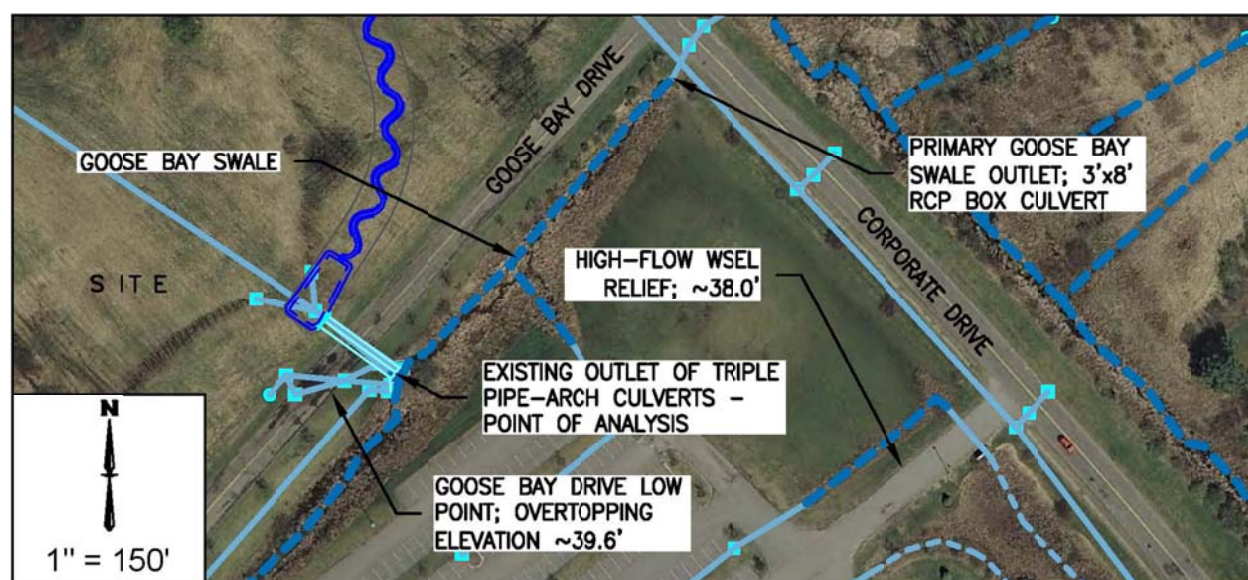 GOOSE BAY SWALE
GOOSE BAY DRIVE
PRIMARY GOOSE BAY
SWALE OUTLET; 3'x8'
RCP BOX CULVERT
HIGH-FLOW WSEL
RELIEF; ~38.0'
CORPORATE DRIVE
SITE
EXISTING OUTLET OF TRIPLE
PIPE-ARCH CULVERTS -
POINT OF ANALYSIS
GOOSE BAY DRIVE LOW
POINT; OVERTOPPING
ELEVATION ~39.6'
N
1" = 150'